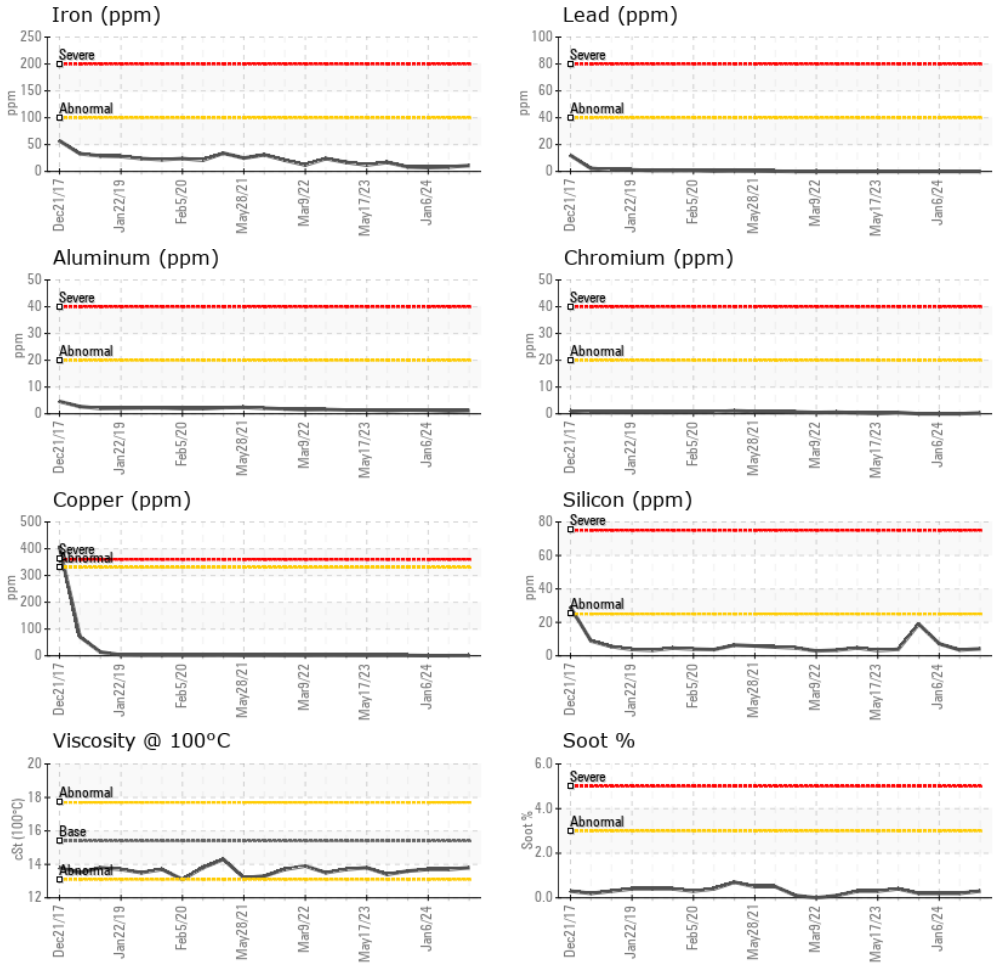 Iron (ppm)
250
200
150
100
50
0
ppm
Severe
Abnormal
Dec21/17
Jan22/19
Feb5/20
May28/21
Mar9/22
May17/23
Jan6/24
Lead (ppm)
100
80
60
40
20
0
ppm
Severe
Abnormal
Dec21/17
Jan22/19
Feb5/20
May28/21
Mar9/22
May17/23
Jan6/24
Aluminum (ppm)
50
40
30
20
10
0
ppm
Severe
Abnormal
Dec21/17
Jan22/19
Feb5/20
May28/21
Mar9/22
May17/23
Jan6/24
Chromium (ppm)
50
40
30
20
10
0
ppm
Severe
Abnormal
Dec21/17
Jan22/19
Feb5/20
May28/21
Mar9/22
May17/23
Jan6/24
Copper (ppm)
500
400
300
200
100
0
ppm
Severe
Abnormal
Dec21/17
Jan22/19
Feb5/20
May28/21
Mar9/22
May17/23
Jan6/24
Silicon (ppm)
80
60
40
20
0
ppm
Severe
Abnormal
Dec21/17
Jan22/19
Feb5/20
May28/21
Mar9/22
May17/23
Jan6/24
Viscosity @ 100°C
20
18
16
14
12
cSt (100°C)
Abnormal
Base
Abnormal
Dec21/17
Jan22/19
Feb5/20
May28/21
Mar9/22
May17/23
Jan6/24
Soot %
6.0
4.0
2.0
0.0
Soot %
Severe
Abnormal
Dec21/17
Jan22/19
Feb5/20
May28/21
Mar9/22
May17/23
Jan6/24